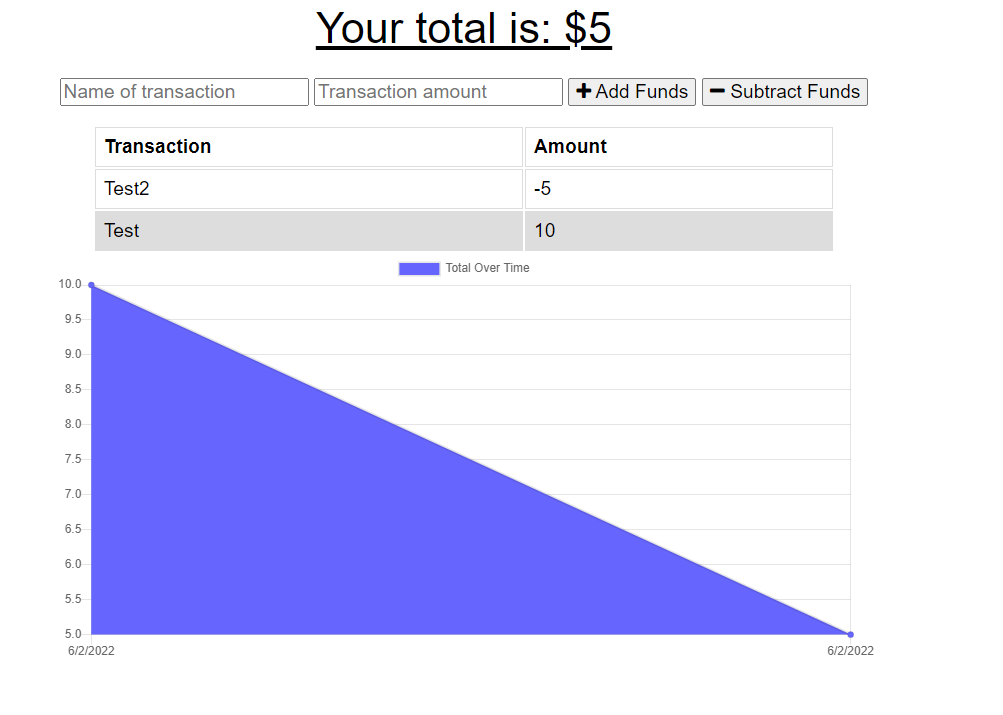 Your total is: $5
Name of transaction Transaction amount Add Funds Subtract Funds
Transaction Amount
Test2 -5
Test 10
Total Over Time
10.0
9.5
9.0
8.5
8.0
7.5
7.0
6.5
6.0
5.5
5.0
6/2/2022 6/2/2022